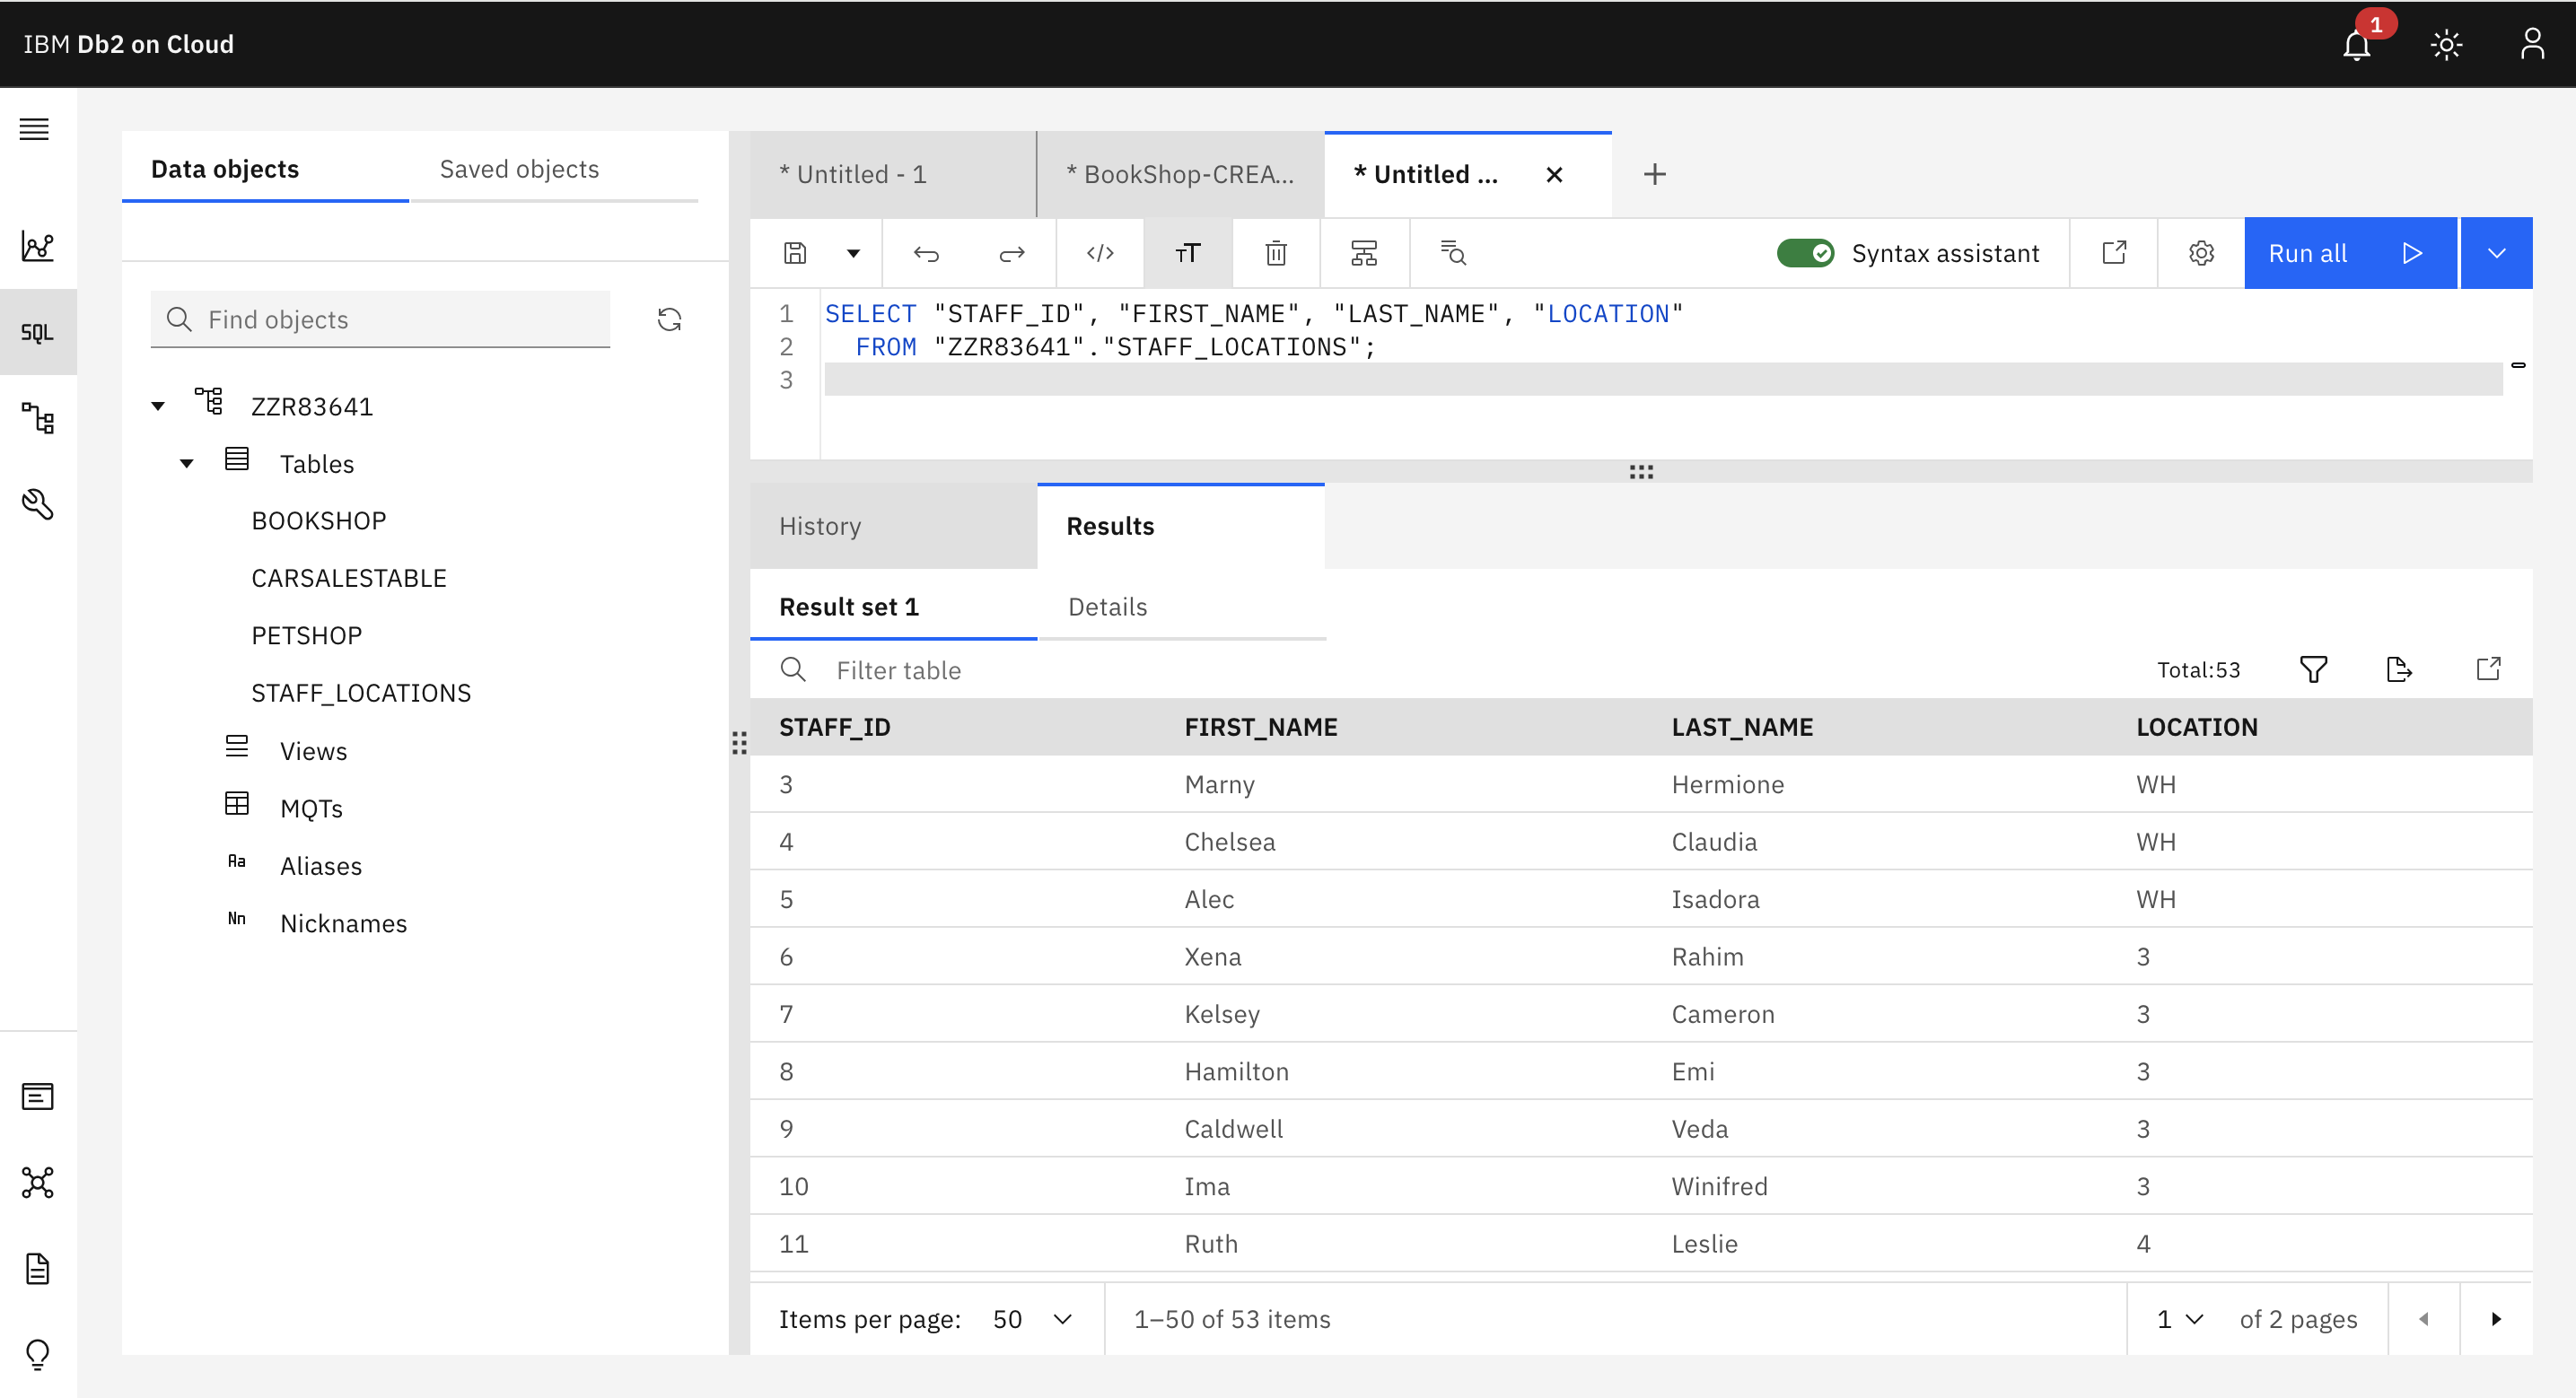 IBM Db2 on Cloud
1
Data objects
Saved objects
* Untitled - 1
* BookShop-CREA...
* Untitled ...
Syntax assistant
Run all
SQL
Find objects
ZZR83641
Tables
BOOKSHOP
CARSALESTABLE
PETSHOP
STAFF_LOCATIONS
Views
MQTs
Aa Aliases
Nn Nicknames
1 SELECT "STAFF_ID", "FIRST_NAME", "LAST_NAME", "LOCATION"
2 FROM "ZZR83641"."STAFF_LOCATIONS";
3
History
Results
Result set 1
Details
Filter table
Total:53
STAFF_ID FIRST_NAME LAST_NAME LOCATION
3 Marny Hermione WH
4 Chelsea Claudia WH
5 Alec Isadora WH
6 Xena Rahim 3
7 Kelsey Cameron 3
8 Hamilton Emi 3
9 Caldwell Veda 3
10 Ima Winifred 3
11 Ruth Leslie 4
Items per page: 50
1–50 of 53 items
1 of 2 pages